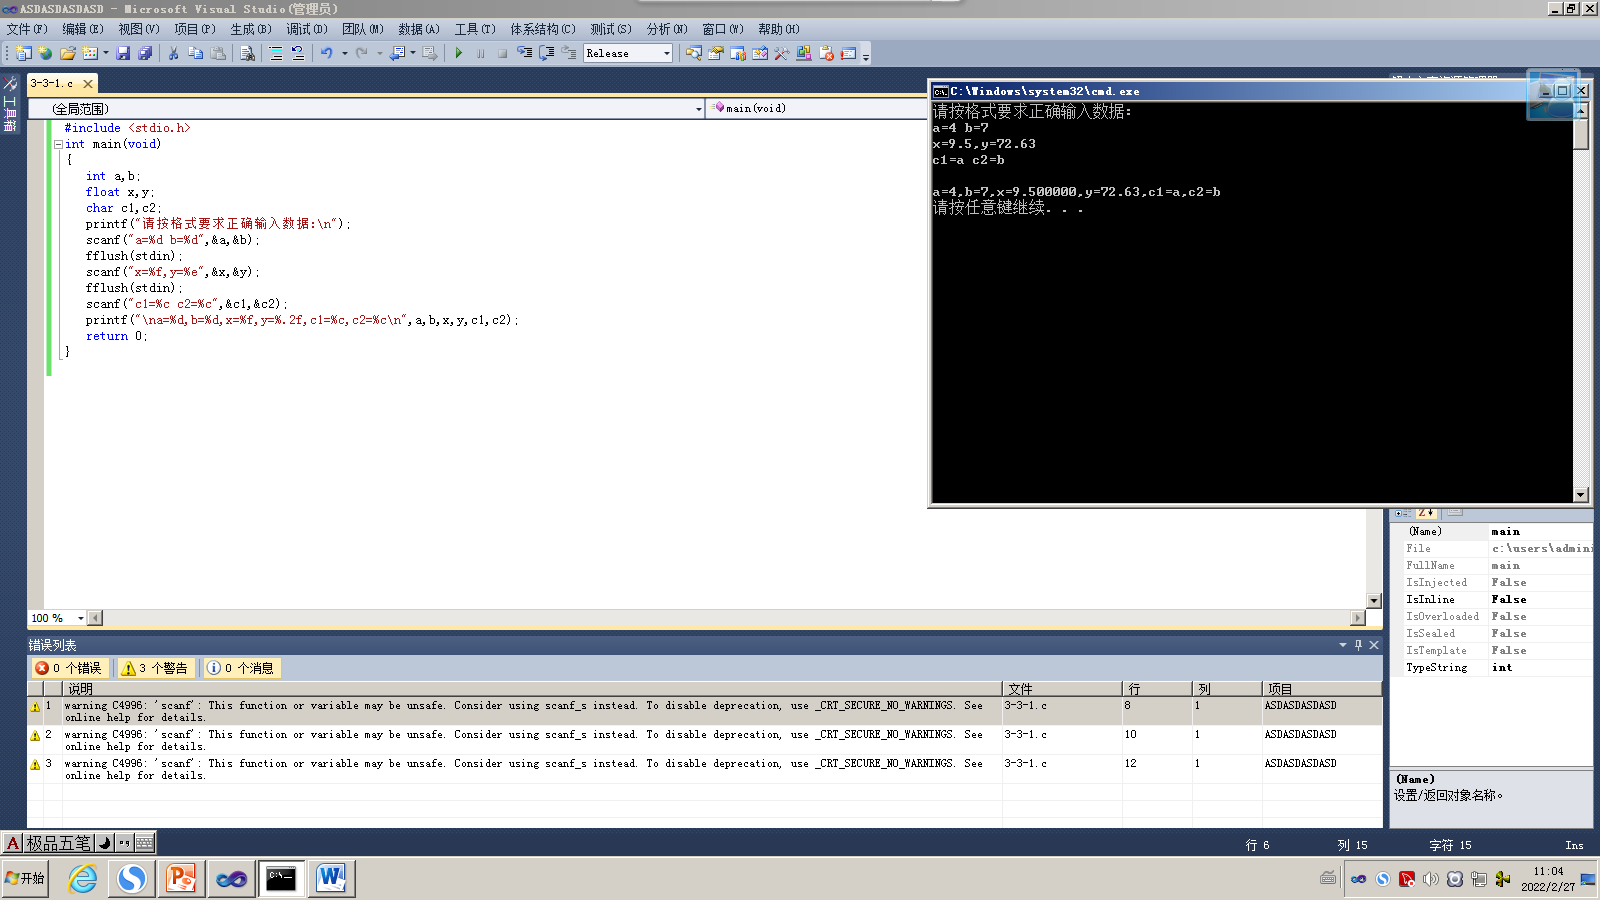 ASDASDASDASD - Microsoft Visual Studio(管理员)
文件(F) 编辑(E) 视图(V) 项目(P) 生成(B) 调试(D) 团队(M) 数据(A) 工具(T) 体系结构(C) 测试(S) 分析(N) 窗口(W) 帮助(H)
Release
工具箱
3-3-1.c
(全局范围)
main(void)
#include <stdio.h>
int main(void)
{
int a,b;
float x,y;
char c1,c2;
printf("请按格式要求正确输入数据:\n");
scanf("a=%d b=%d",&a,&b);
fflush(stdin);
scanf("x=%f,y=%e",&x,&y);
fflush(stdin);
scanf("c1=%c c2=%c",&c1,&c2);
printf("\na=%d,b=%d,x=%f,y=%.2f,c1=%c,c2=%c\n",a,b,x,y,c1,c2);
return 0;
}
C:\Windows\system32\cmd.exe
请按格式要求正确输入数据:
a=4 b=7
x=9.5,y=72.63
c1=a c2=b
a=4,b=7,x=9.500000,y=72.63,c1=a,c2=b
请按任意键继续. . .
100 %
(Name) main
File c:\users\admini
FullName main
IsInjected False
IsInline False
IsOverloaded False
IsSealed False
IsTemplate False
TypeString int
(Name)
设置/返回对象名称。
错误列表
0 个错误 3 个警告 0 个消息
说明 文件 行 列 项目
1 warning C4996: 'scanf': This function or variable may be unsafe. Consider using scanf_s instead. To disable deprecation, use _CRT_SECURE_NO_WARNINGS. See 3-3-1.c 8 1 ASDASDASDASD
online help for details.
2 warning C4996: 'scanf': This function or variable may be unsafe. Consider using scanf_s instead. To disable deprecation, use _CRT_SECURE_NO_WARNINGS. See 3-3-1.c 10 1 ASDASDASDASD
online help for details.
3 warning C4996: 'scanf': This function or variable may be unsafe. Consider using scanf_s instead. To disable deprecation, use _CRT_SECURE_NO_WARNINGS. See 3-3-1.c 12 1 ASDASDASDASD
online help for details.
A 极品五笔
行 6 列 15 字符 15 Ins
开始
11:04
2022/2/27